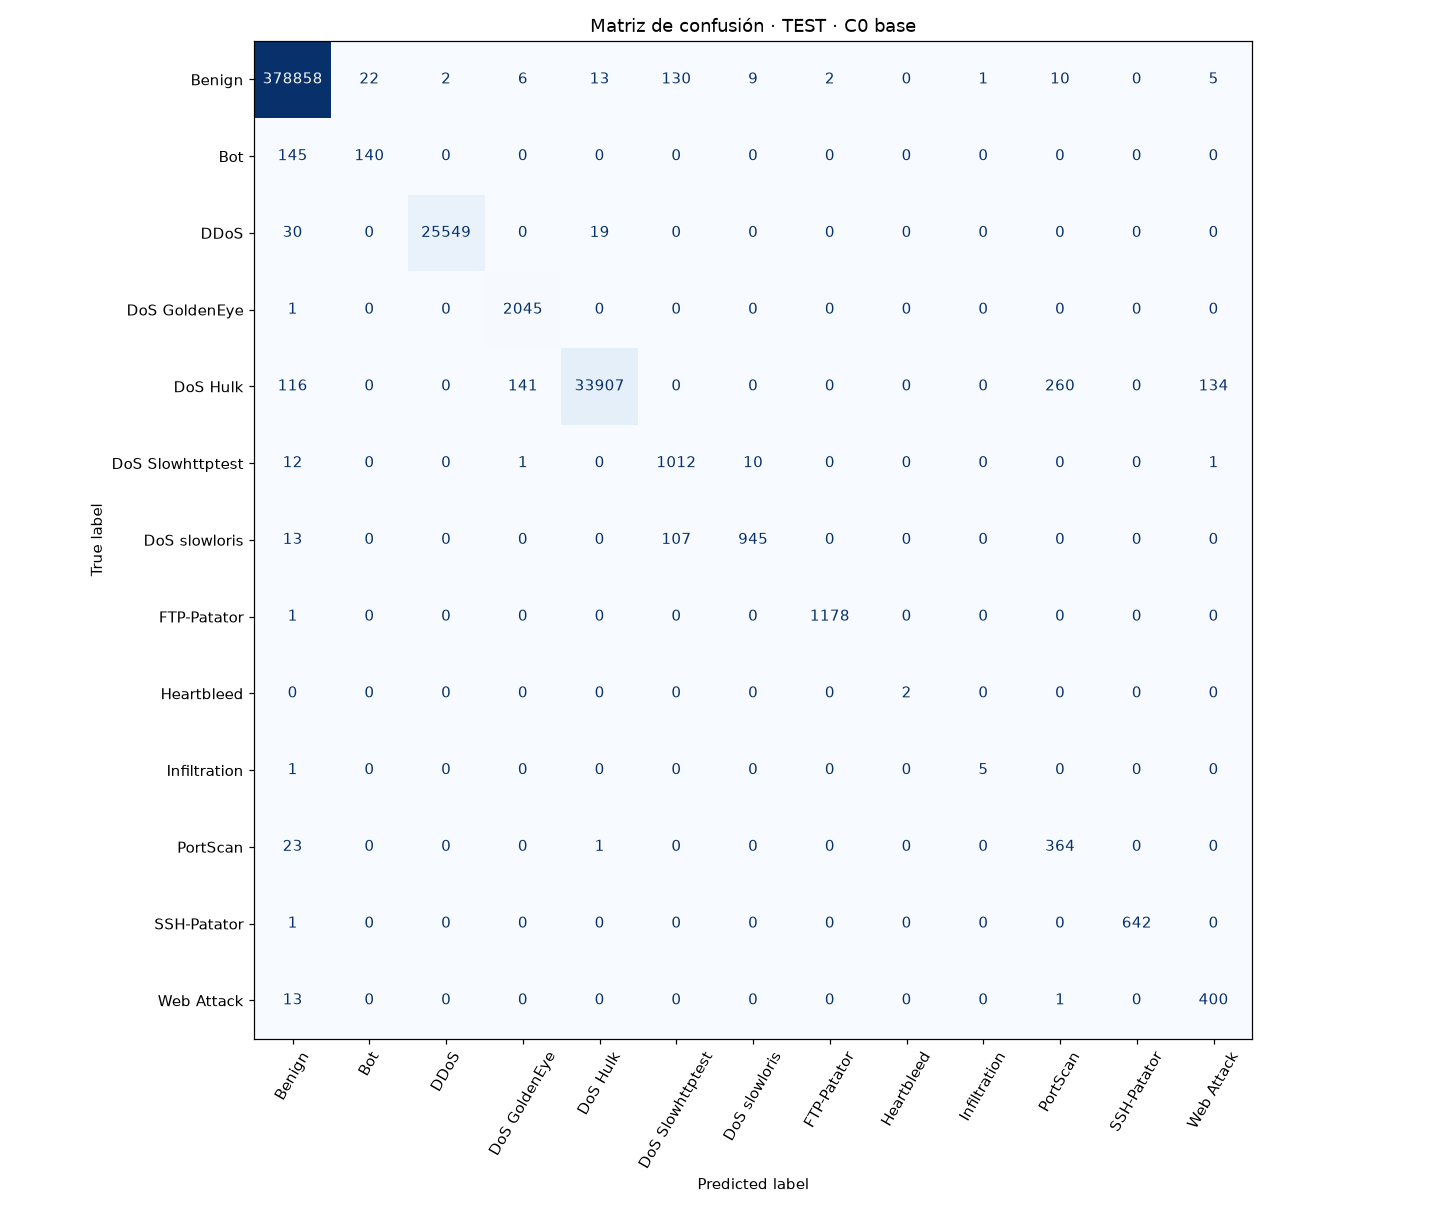 Matriz de confusión · TEST · C0 base
Benign 378858 22 2 6 13 130 9 2 0 1 10 0 5
Bot 145 140 0 0 0 0 0 0 0 0 0 0 0
DDoS 30 0 25549 0 19 0 0 0 0 0 0 0 0
DoS GoldenEye 1 0 0 2045 0 0 0 0 0 0 0 0 0
DoS Hulk 116 0 0 141 33907 0 0 0 0 0 260 0 134
DoS Slowhttptest 12 0 0 1 0 1012 10 0 0 0 0 0 1
True label
DoS slowloris 13 0 0 0 0 107 945 0 0 0 0 0 0
FTP-Patator 1 0 0 0 0 0 0 1178 0 0 0 0 0
Heartbleed 0 0 0 0 0 0 0 0 2 0 0 0 0
Infiltration 1 0 0 0 0 0 0 0 0 5 0 0 0
PortScan 23 0 0 0 1 0 0 0 0 0 364 0 0
SSH-Patator 1 0 0 0 0 0 0 0 0 0 0 642 0
Web Attack 13 0 0 0 0 0 0 0 0 0 1 0 400
Benign Bot DDoS DoS GoldenEye DoS Hulk DoS Slowhttptest DoS slowloris FTP-Patator Heartbleed Infiltration PortScan SSH-Patator Web Attack
Predicted label